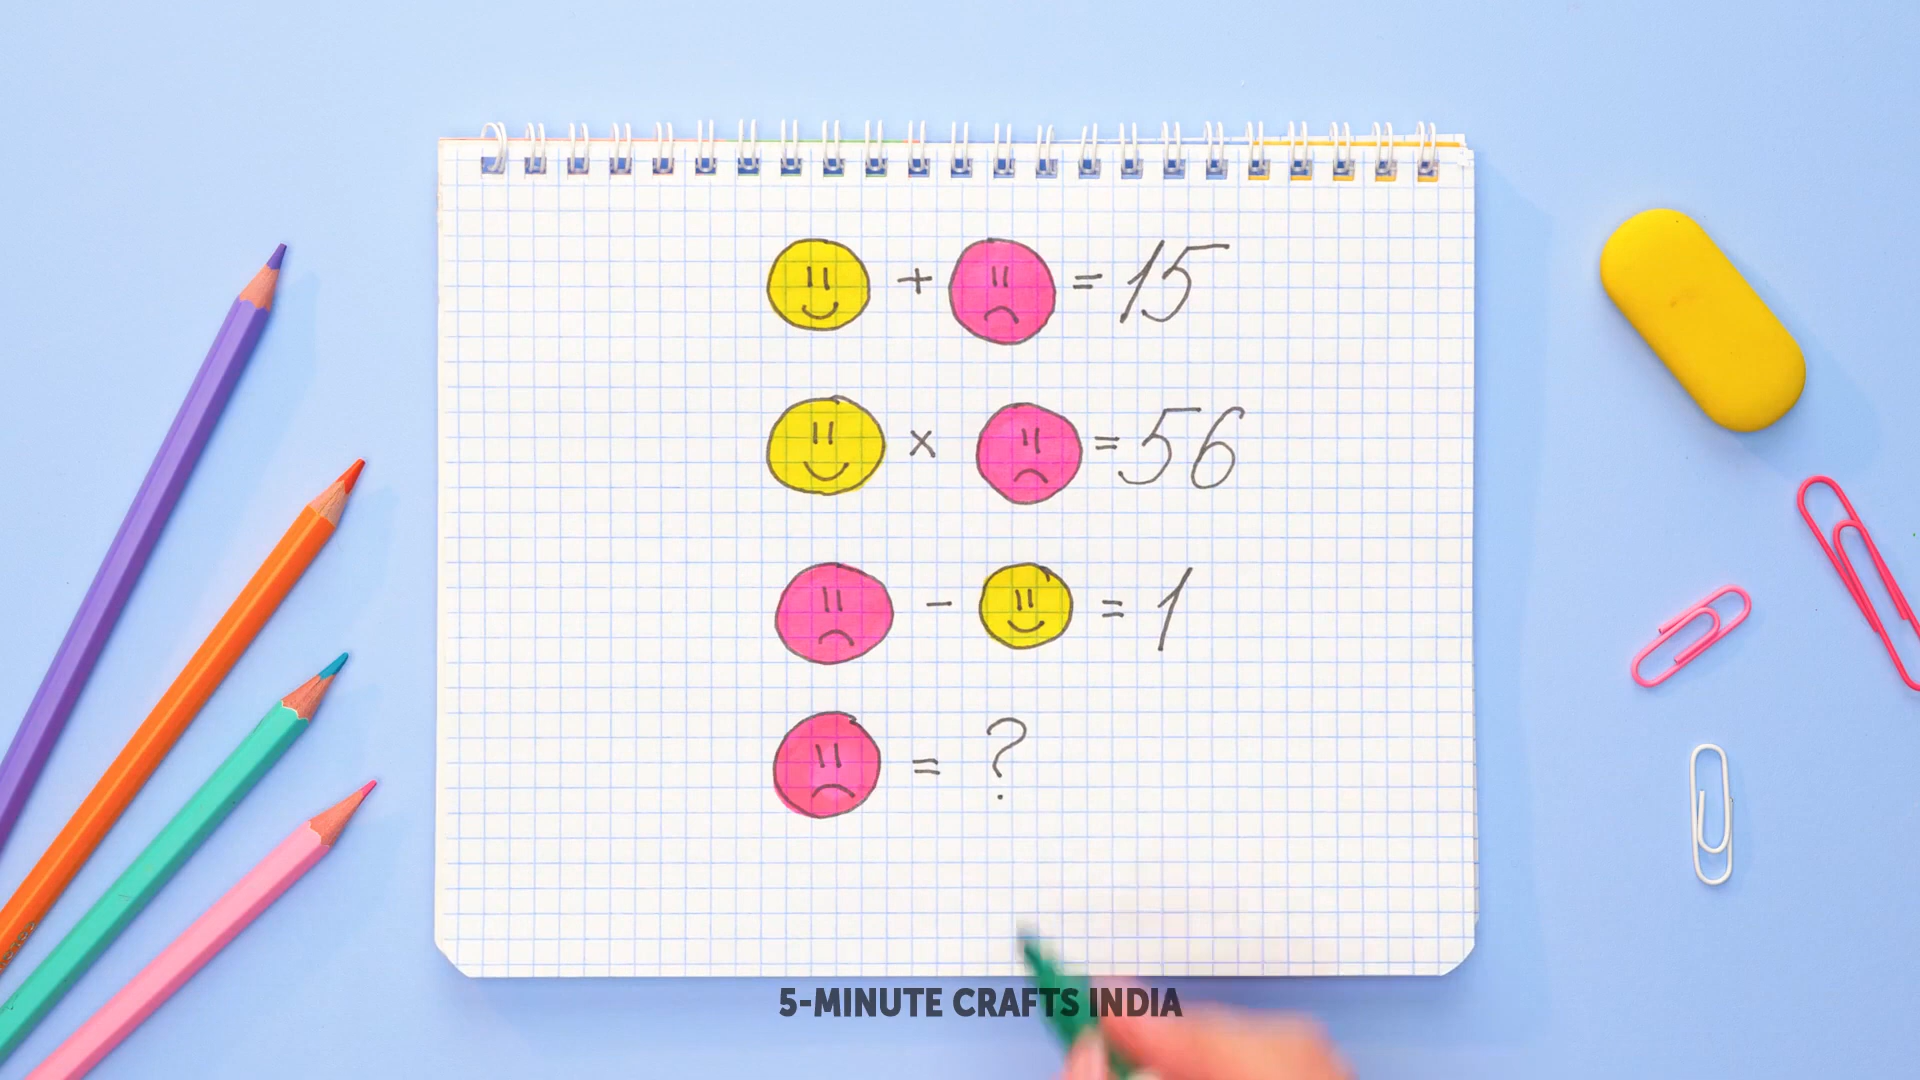 + = 15
x = 56
- = 1
= ?
5-MINUTE CRAFTS INDIA